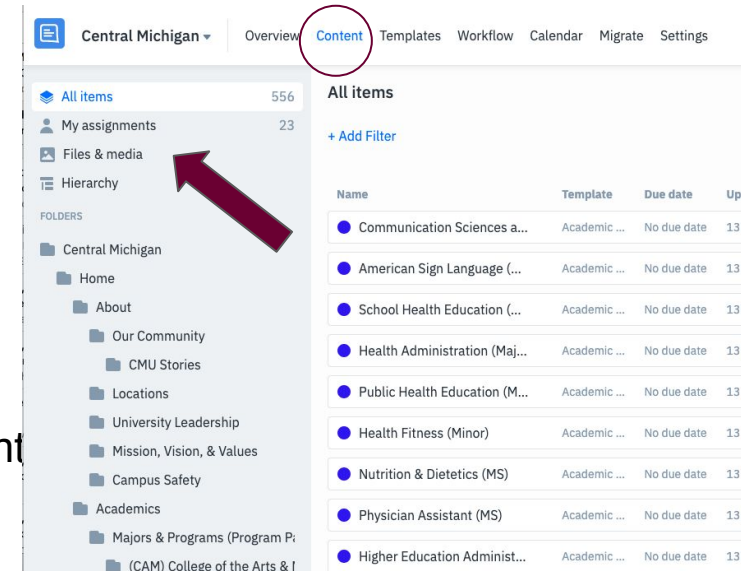 Central Michigan Overview Content Templates Workflow Calendar Migrate Settings
All items 556
My assignments 23
Files & media
Hierarchy
FOLDERS
Central Michigan
Home
About
Our Community
CMU Stories
Locations
University Leadership
Mission, Vision, & Values
Campus Safety
Academics
Majors & Programs (Program
(CAM) College of the Arts &
All items
+ Add Filter
Name Template Due date Up
Communication Sciences a... Academic ... No due date 13
American Sign Language (... Academic ... No due date 13
School Health Education (... Academic ... No due date 13
Health Administration (Maj... Academic ... No due date 13
Public Health Education (M... Academic ... No due date 13
Health Fitness (Minor) Academic ... No due date 13
Nutrition & Dietetics (MS) Academic ... No due date 13
Physician Assistant (MS) Academic ... No due date 13
Higher Education Administ... Academic ... No due date 13